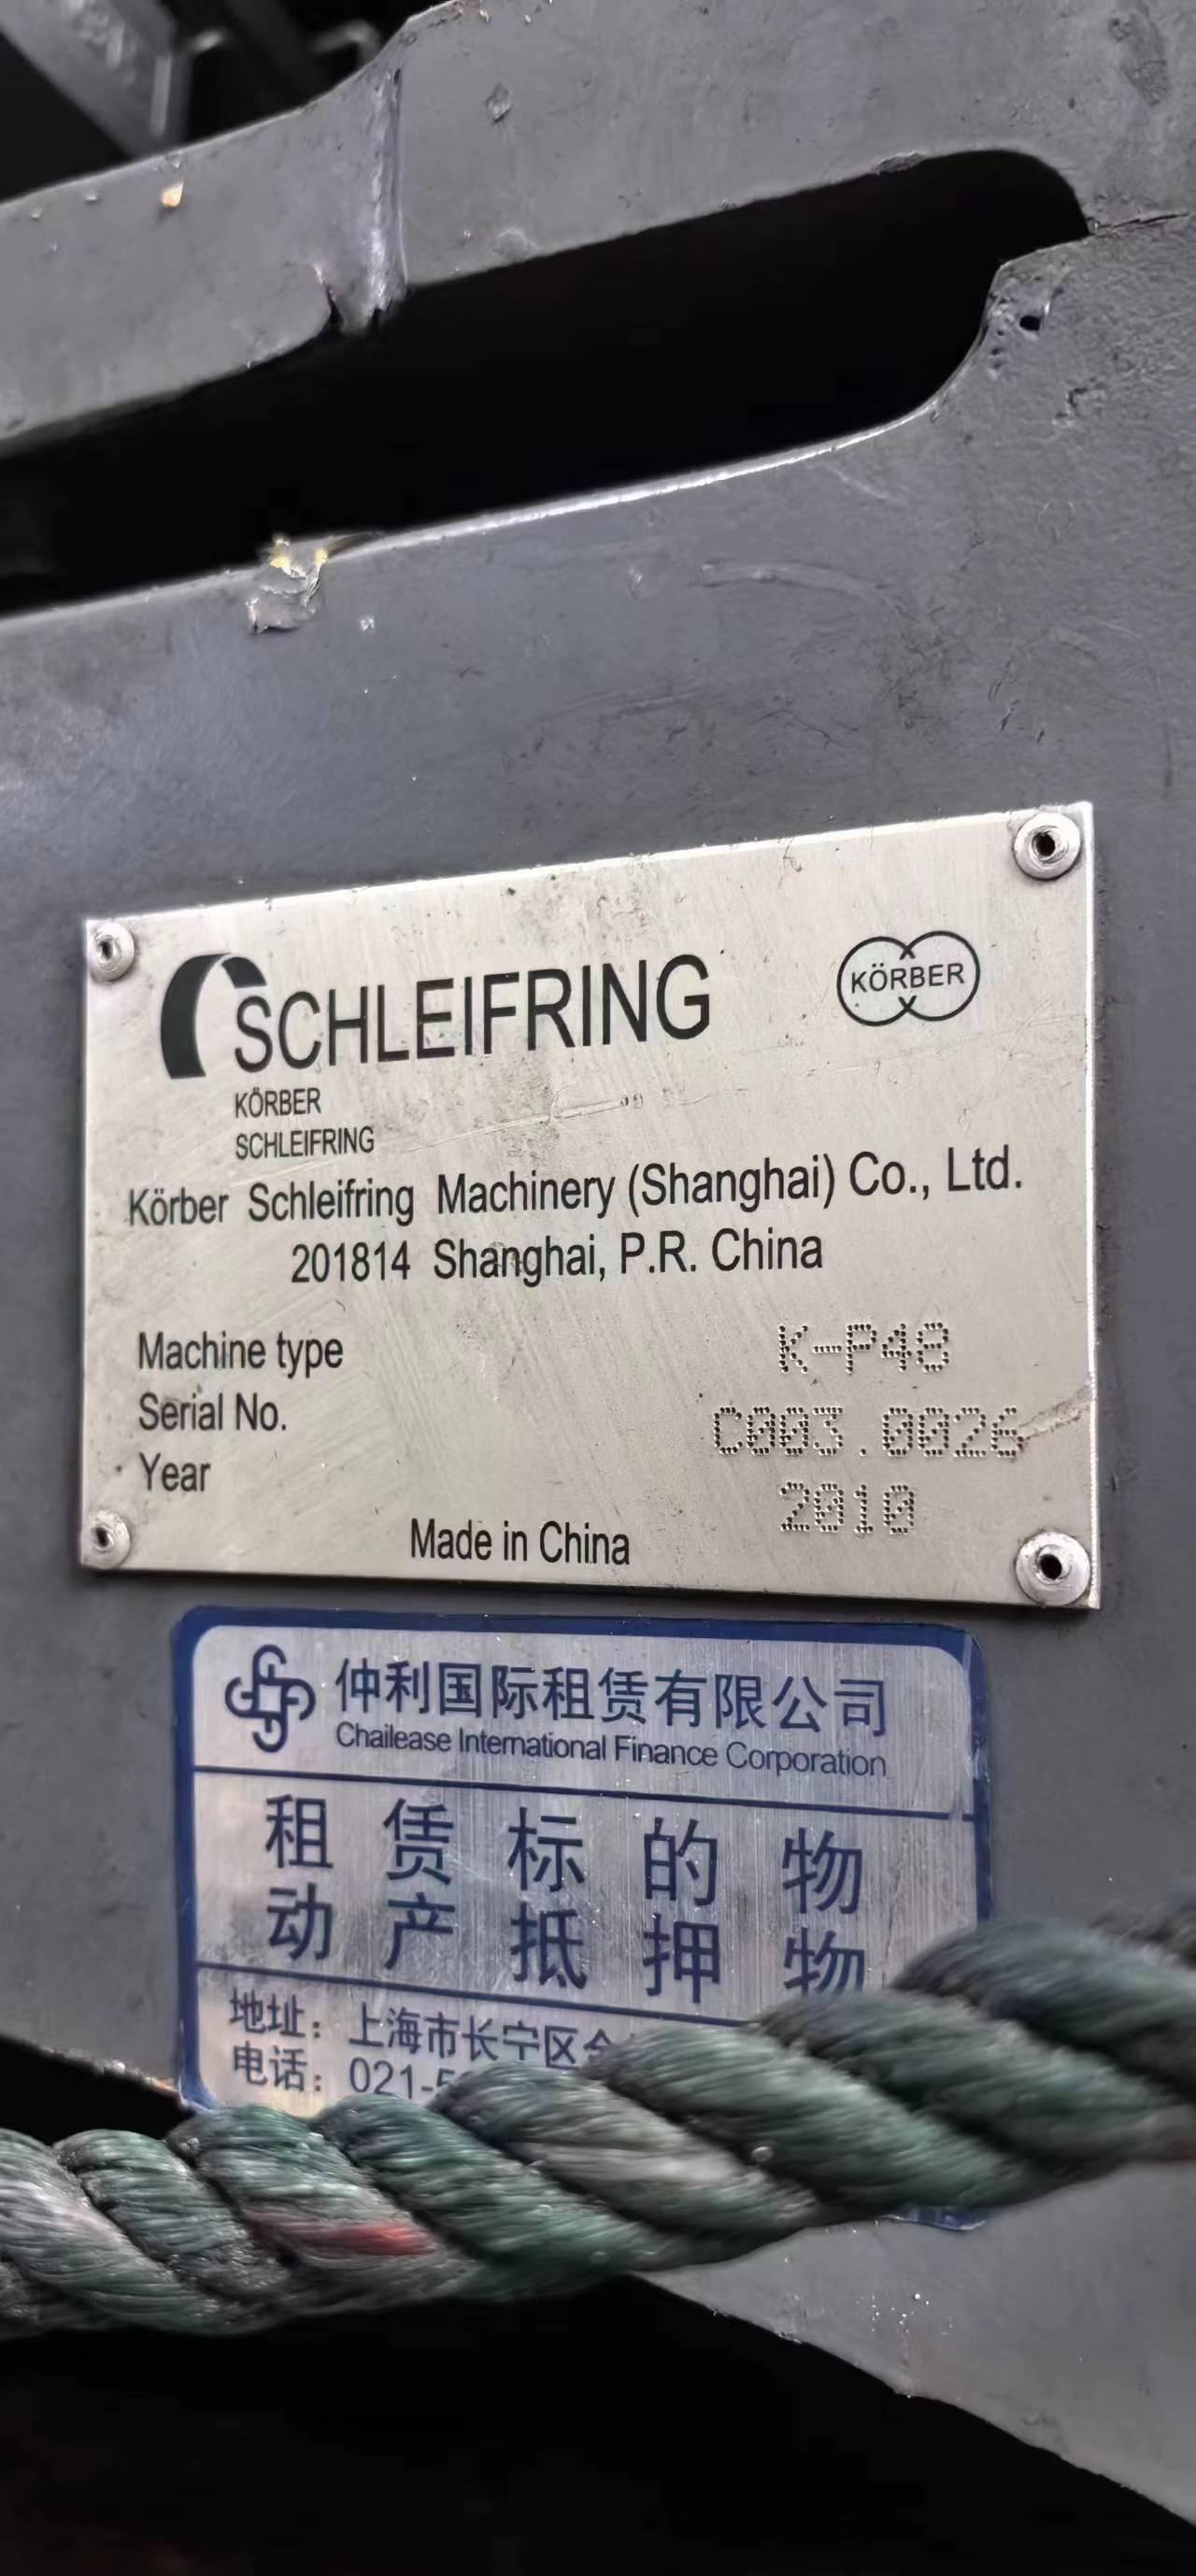 SCHLEIFRING
KÖRBER
KÖRBER
SCHLEIFRING
Körber Schleifring Machinery (Shanghai) Co., Ltd.
201814 Shanghai, P.R. China
Machine type K-P48
Serial No. C003.0026
Year 2010
Made in China
仲利国际租赁有限公司
Chailease International Finance Corporation
租赁标的物
动产抵押物
地址：上海市长宁区
电话：021-5